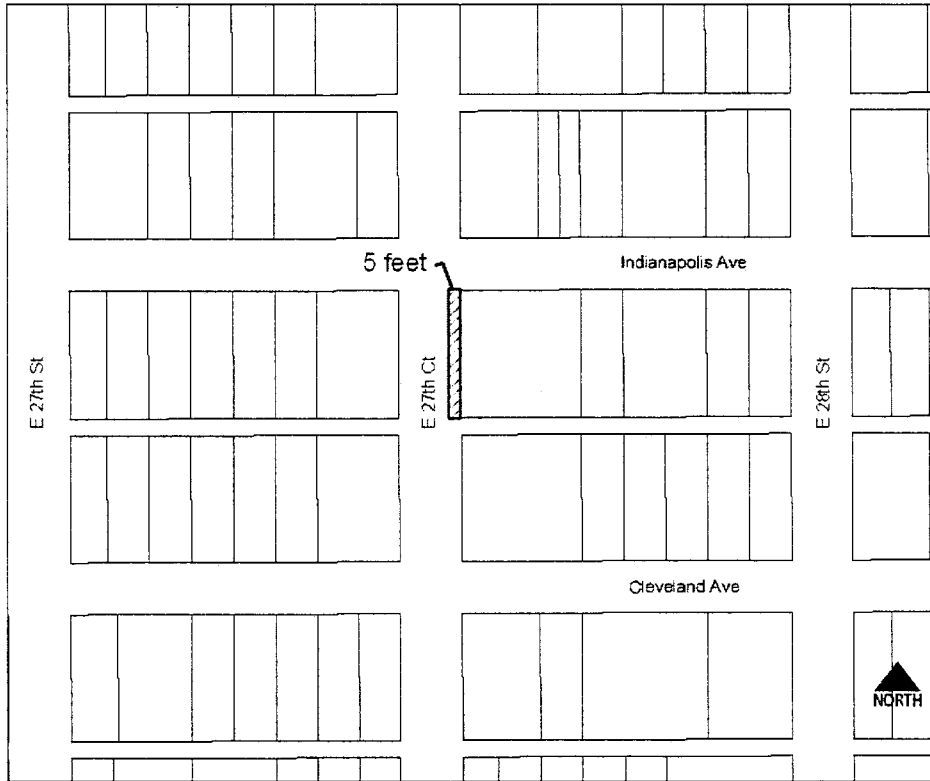 5 feet
Indianapolis Ave
E 27th St
E 27th Ct
E 28th St
Cleveland Ave
NORTH